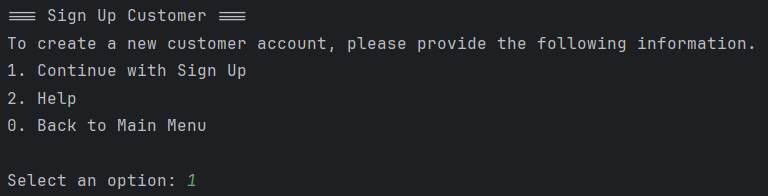 === Sign Up Customer ===
To create a new customer account, please provide the following information.
1. Continue with Sign Up
2. Help
0. Back to Main Menu
Select an option: 1